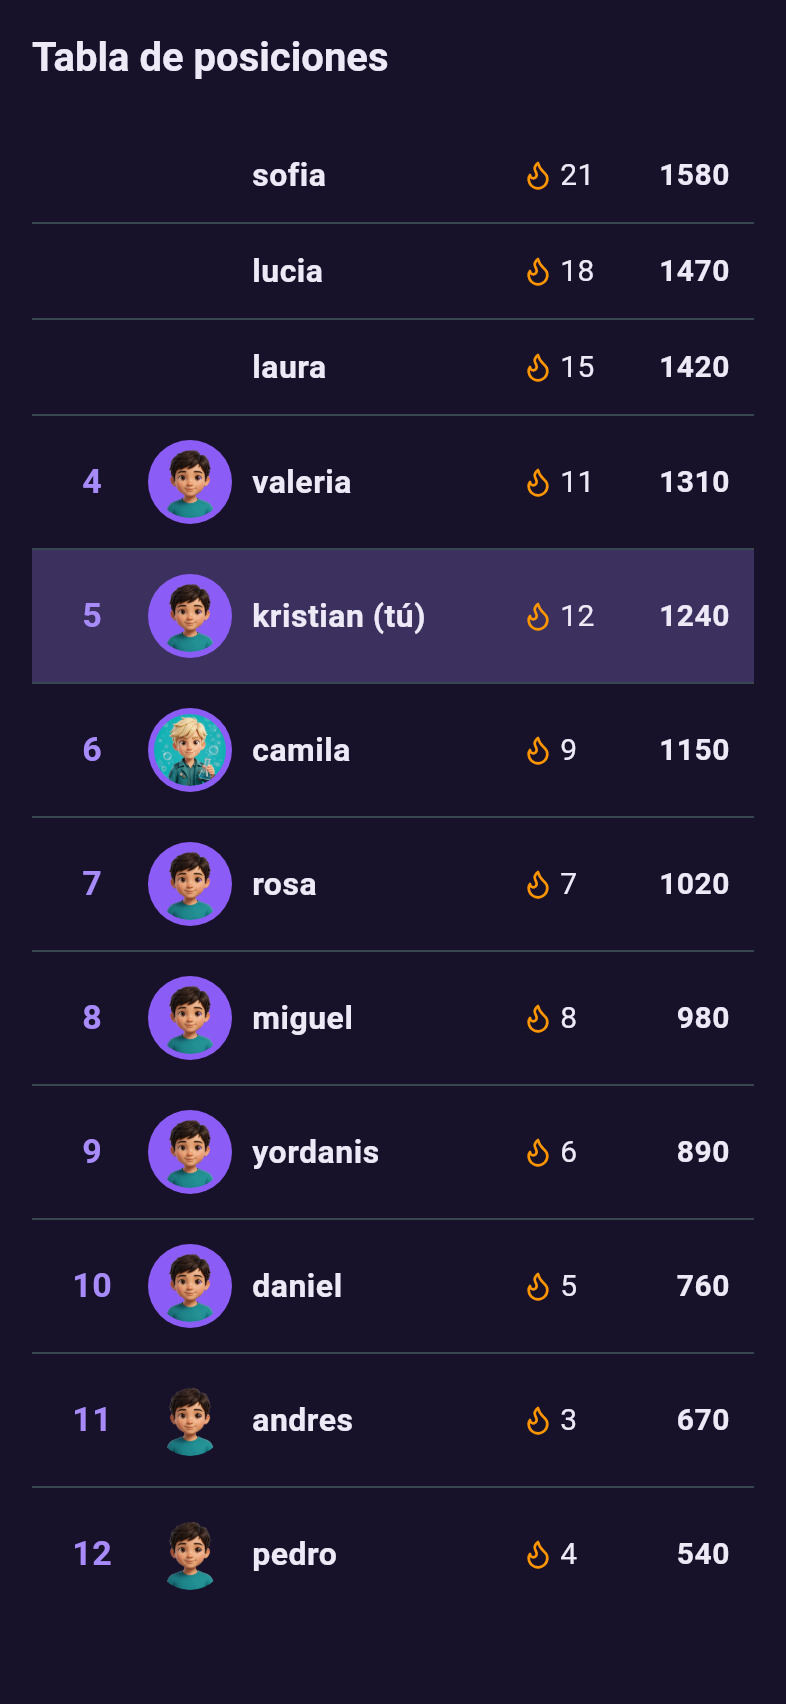 Tabla de posiciones
sofia 21 1580
lucia 18 1470
laura 15 1420
4 valeria 11 1310
5 kristian (tú) 12 1240
6 camila 9 1150
7 rosa 7 1020
8 miguel 8 980
9 yordanis 6 890
10 daniel 5 760
11 andres 3 670
12 pedro 4 540